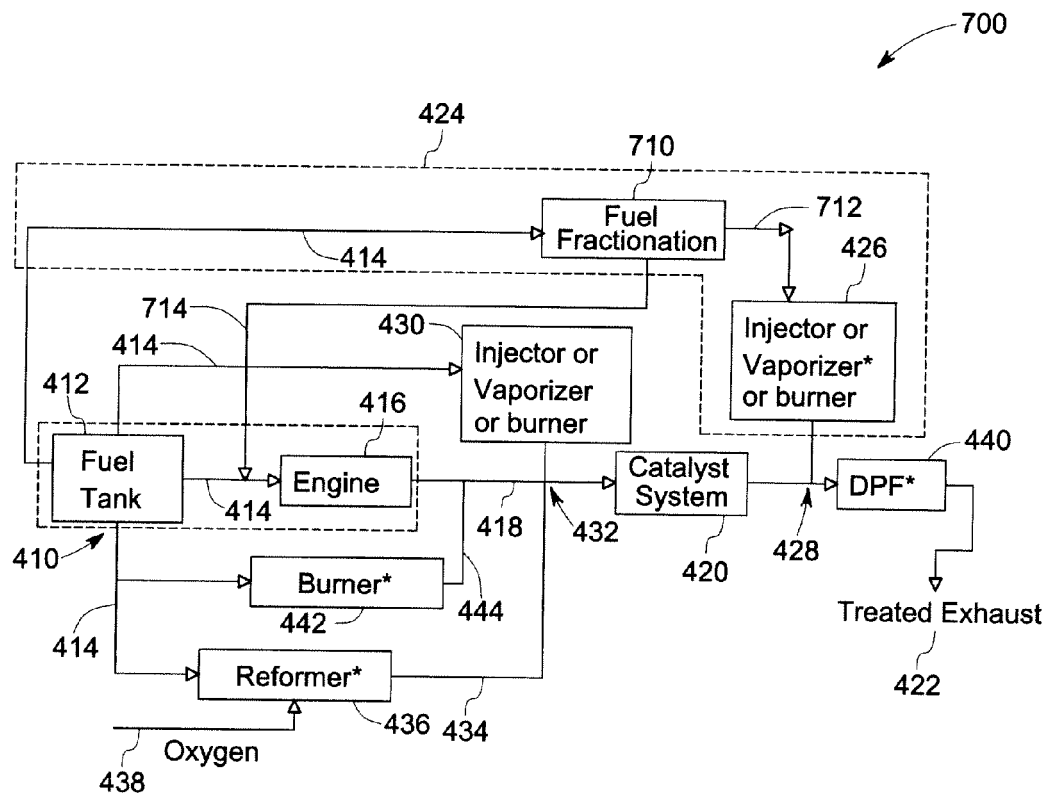 700
424
710
Fuel
Fractionation
712
414
426
714
430
414
Injector or
Vaporizer
or burner
Injector or
Vaporizer*
or burner
412
416
440
Fuel
Tank
414
Engine
418
432
Catalyst
System
DPF*
410
428
420
Burner*
442
444
Treated Exhaust
422
414
Reformer*
436
434
Oxygen
438